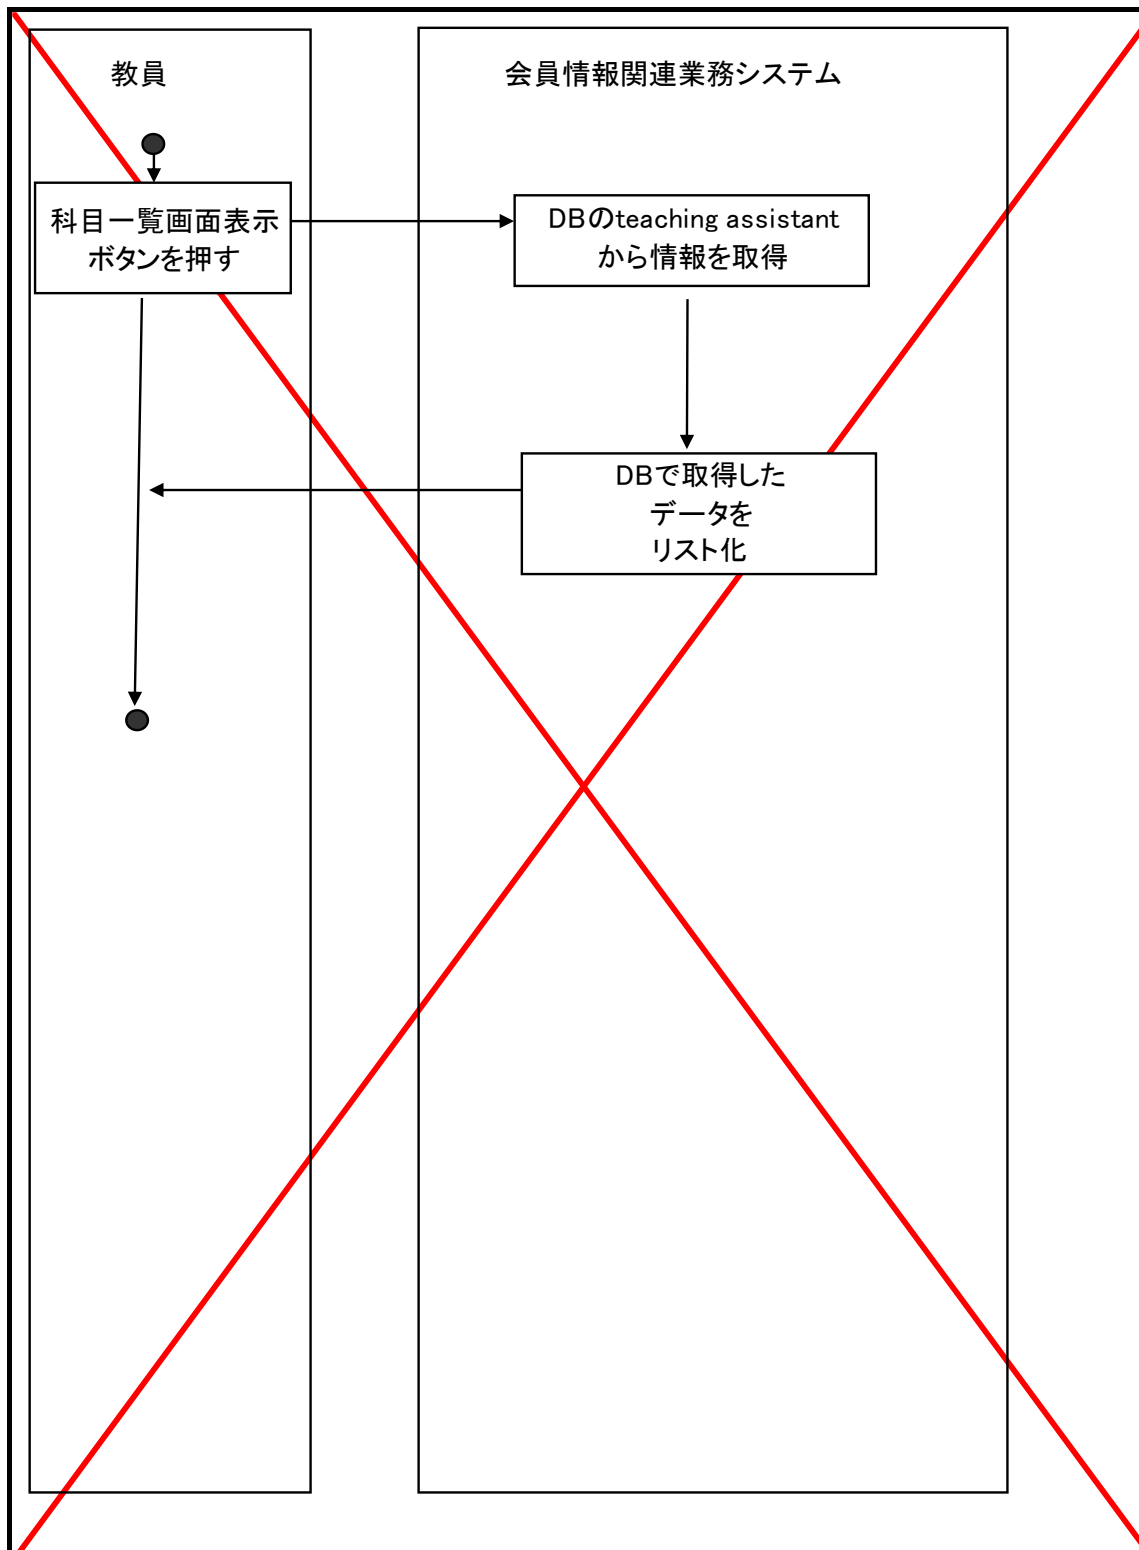 教員
会員情報関連業務システム
科目一覧画面表示
ボタンを押す
DBのteaching assistant
から情報を取得
DBで取得した
データを
リスト化